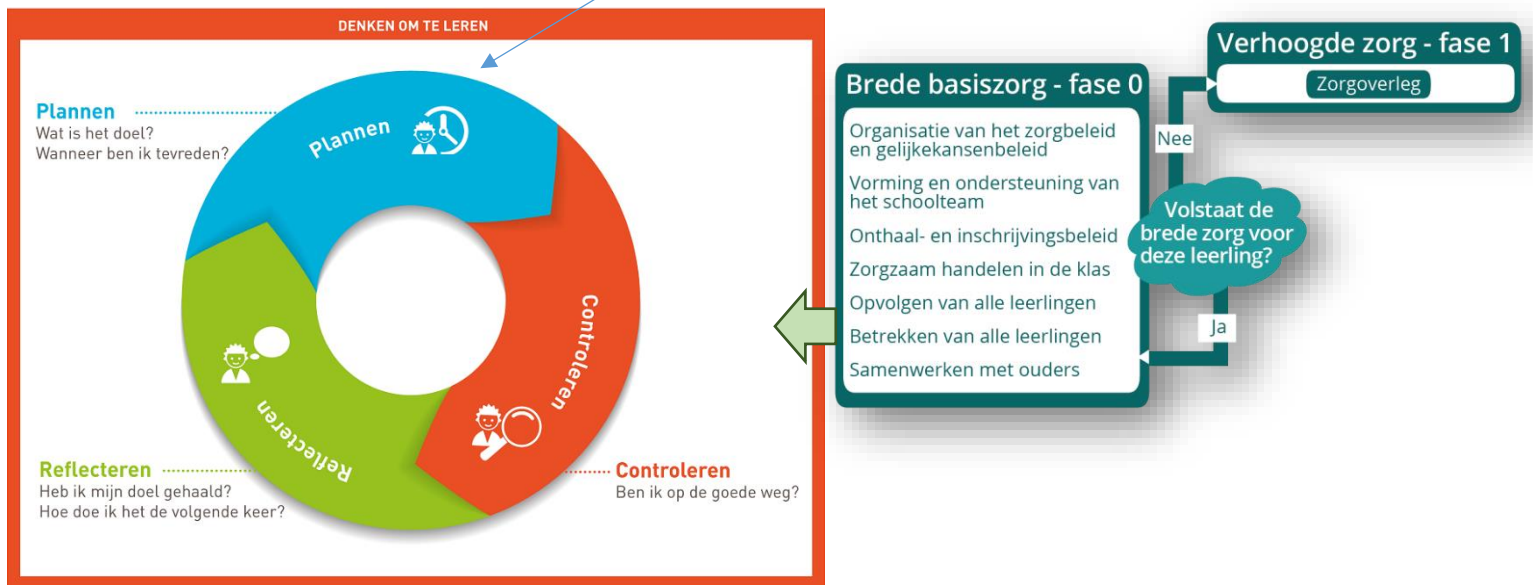 DENKEN OM TE LEREN
Plannen
Wat is het doel?
Wanneer ben ik tevreden?
Plannen
Controleren
Reflecteren
Reflecteren
Heb ik mijn doel gehaald?
Hoe doe ik het de volgende keer?
Controleren
Ben ik op de goede weg?
Brede basiszorg - fase 0
Organisatie van het zorgbeleid
en gelijkekansenbeleid
Vorming en ondersteuning van
het schoolteam
Onthaal- en inschrijvingsbeleid
Zorgzaam handelen in de klas
Opvolgen van alle leerlingen
Betrekken van alle leerlingen
Samenwerken met ouders
Verhoogde zorg - fase 1
Zorgoverleg
Nee
Volstaat de
brede zorg voor
deze leerling?
Ja